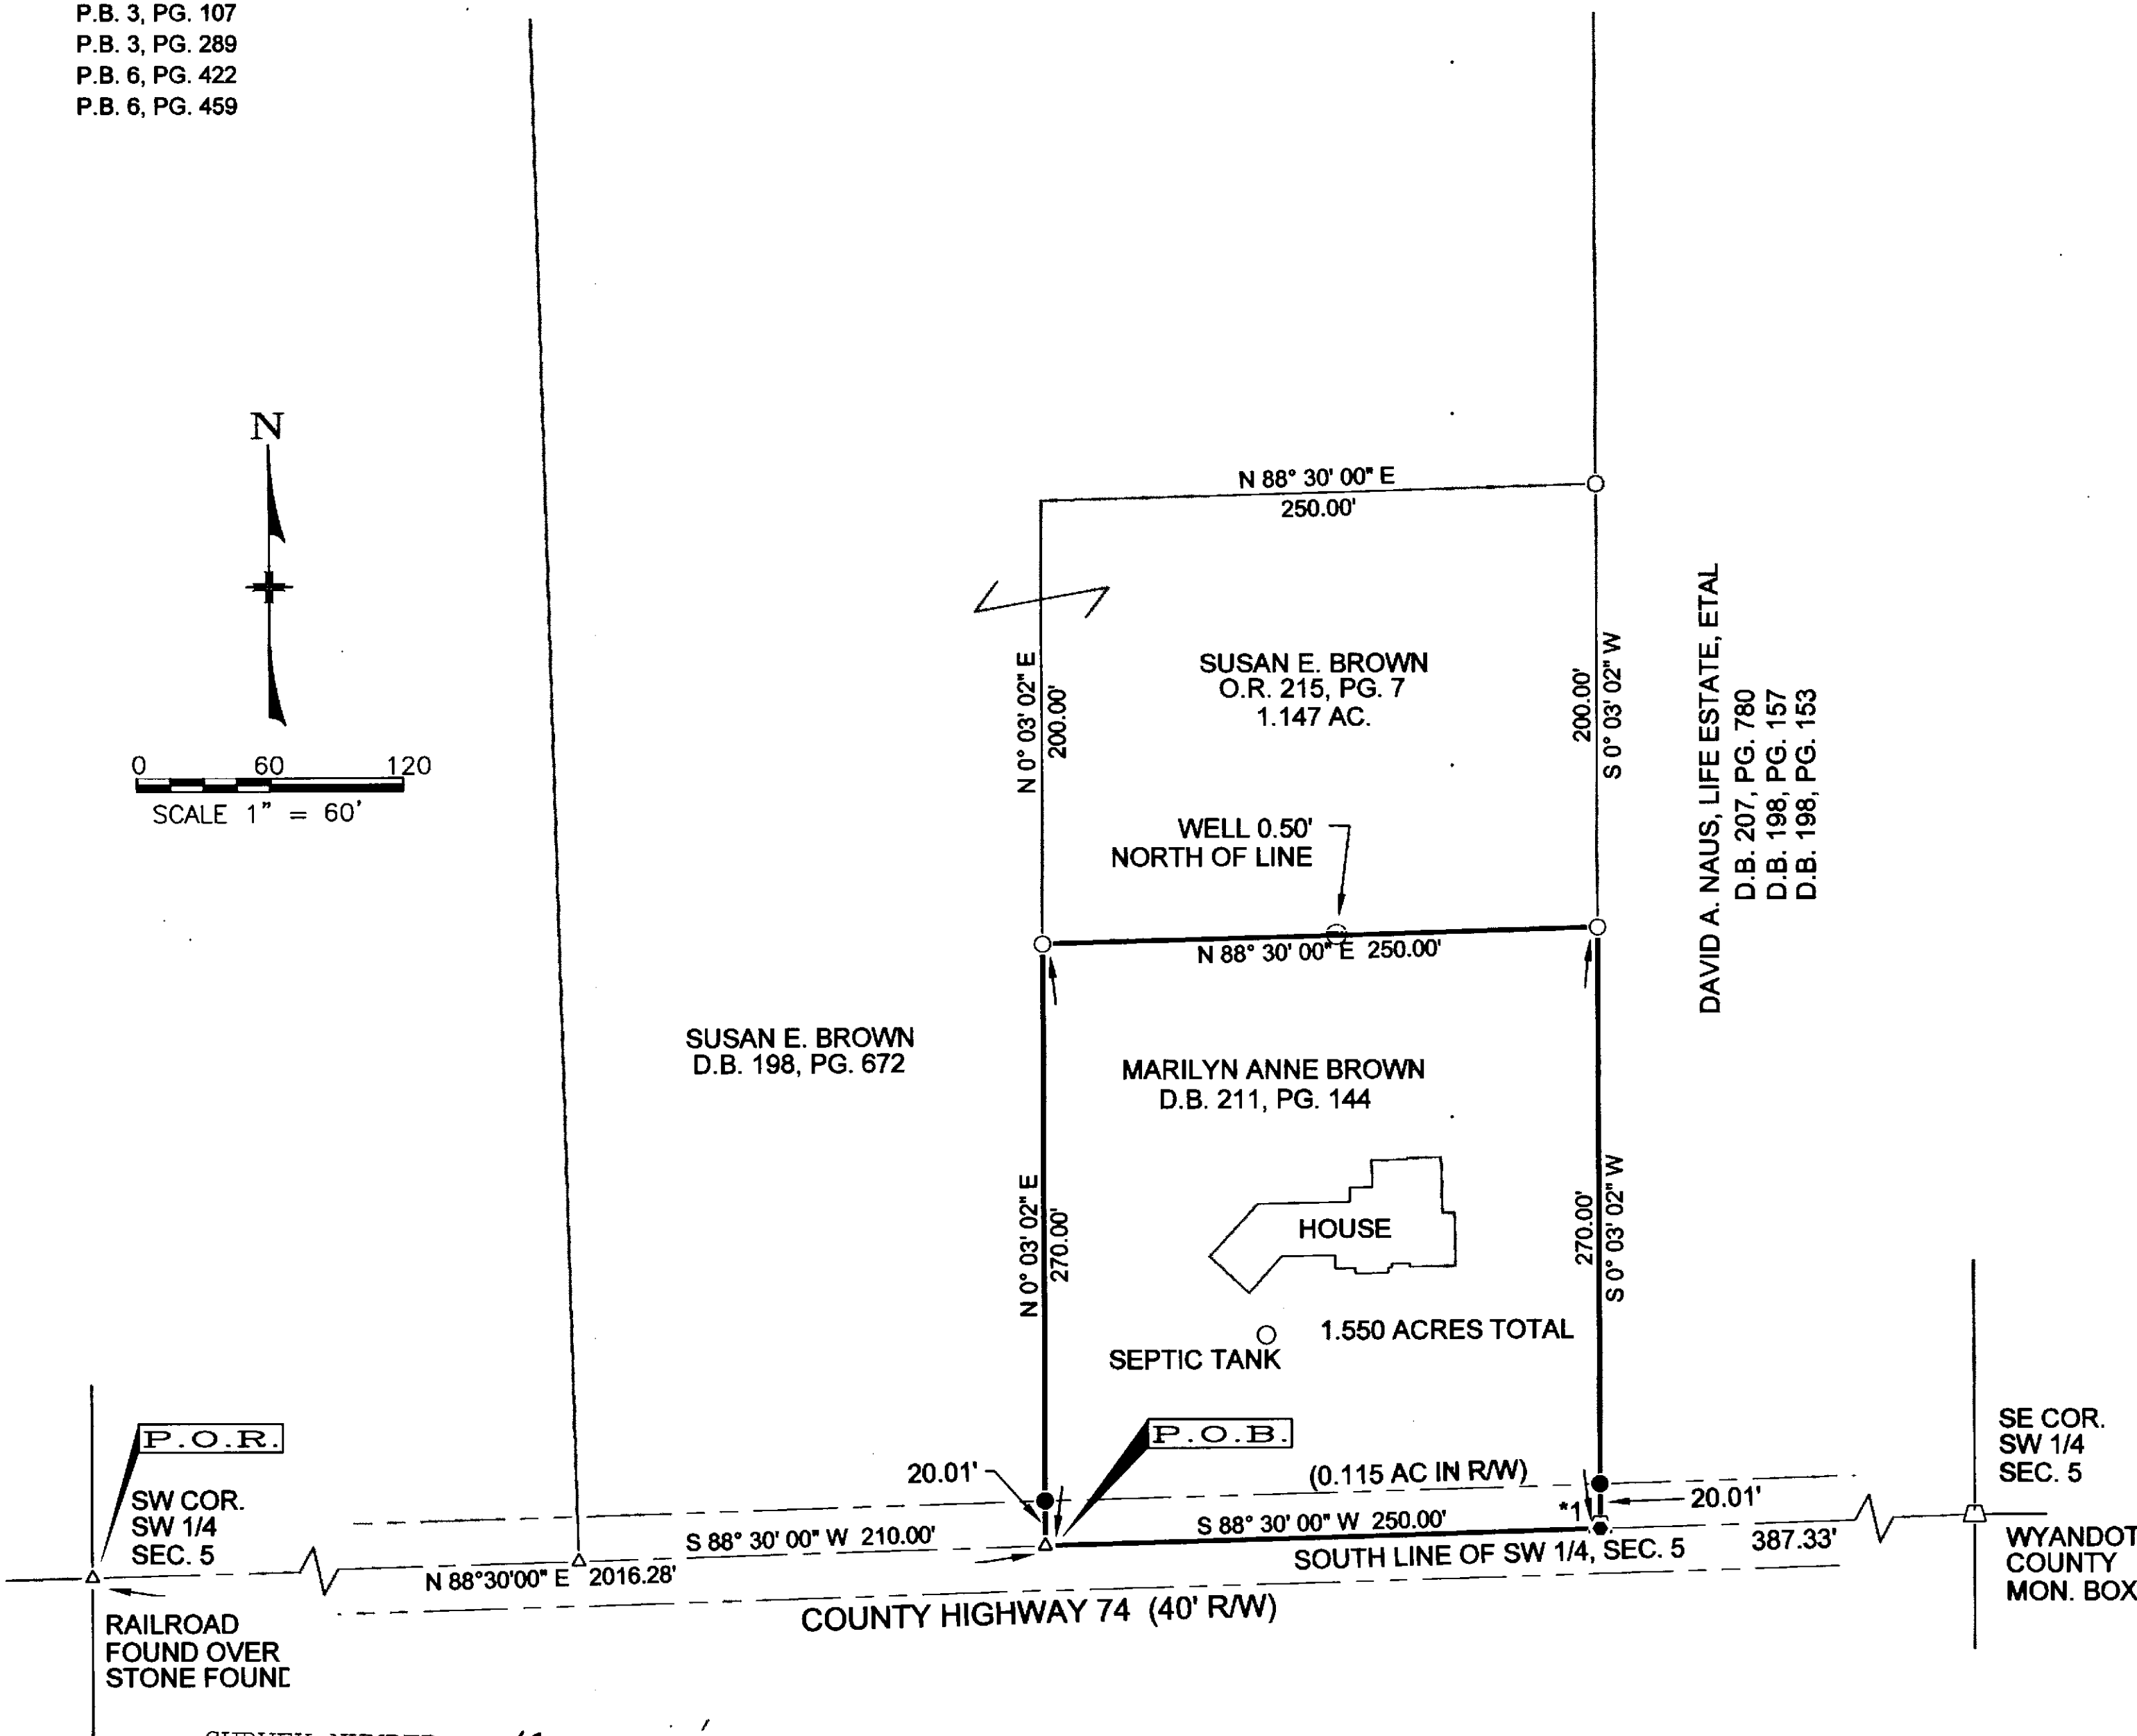 P.B. 3, PG. 107
P.B. 3, PG. 289
P.B. 6, PG. 422
P.B. 6, PG. 459
N
0 60 120
SCALE 1" = 60'
N 88° 30' 00" E
250.00'
N 0° 03' 02" E
200.00'
SUSAN E. BROWN
O.R. 215, PG. 7
1.147 AC.
200.00'
S 0° 03' 02" W
DAVID A. NAUS, LIFE ESTATE, ETAL
D.B. 207, PG. 780
D.B. 198, PG. 157
D.B. 198, PG. 153
WELL 0.50'
NORTH OF LINE
N 88° 30' 00" E 250.00'
SUSAN E. BROWN
D.B. 198, PG. 672
MARILYN ANNE BROWN
D.B. 211, PG. 144
N 0° 03' 02" E
270.00'
HOUSE
270.00'
S 0° 03' 02" W
1.550 ACRES TOTAL
SEPTIC TANK
P.O.R.
P.O.B.
SW COR.
SW 1/4
SEC. 5
20.01'
(0.115 AC IN R/W)
*1
20.01'
SE COR.
SW 1/4
SEC. 5
S 88° 30' 00" W 210.00'
S 88° 30' 00" W 250.00'
N 88°30'00" E 2016.28'
SOUTH LINE OF SW 1/4, SEC. 5
387.33'
WYANDOT
COUNTY
MON. BOX
COUNTY HIGHWAY 74 (40' R/W)
RAILROAD
FOUND OVER
STONE FOUND